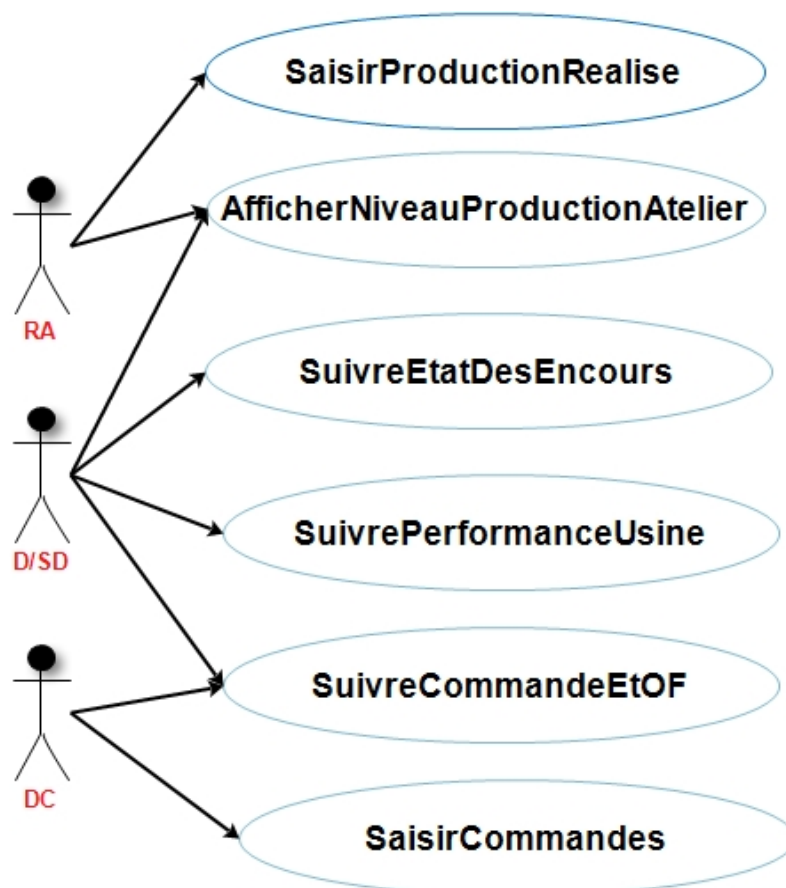 SaisirProductionRealise
AfficherNiveauProductionAtelier
RA
SuivreEtatDesEncours
SuivrePerformanceUsine
D/SD
SuivreCommandeEtOF
DC
SaisirCommandes